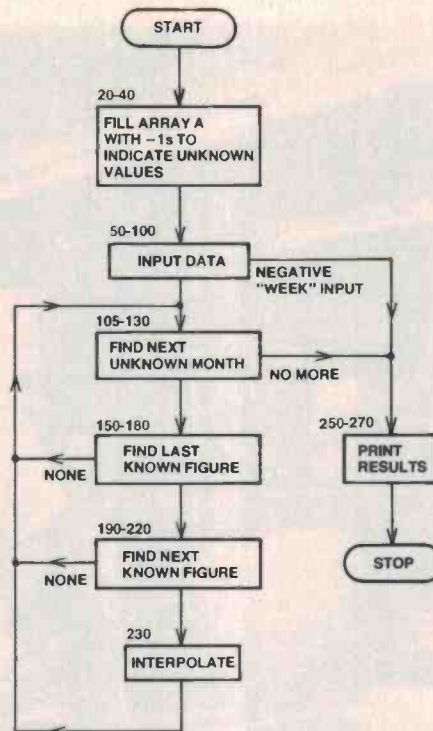 START
20-40
FILL ARRAY A
WITH –1s TO
INDICATE UNKNOWN
VALUES
50-100
INPUT DATA
NEGATIVE
"WEEK" INPUT
105-130
FIND NEXT
UNKNOWN MONTH
NO MORE
150-180
FIND LAST
KNOWN FIGURE
NONE
250-270
PRINT
RESULTS
190-220
FIND NEXT
KNOWN FIGURE
NONE
STOP
230
INTERPOLATE